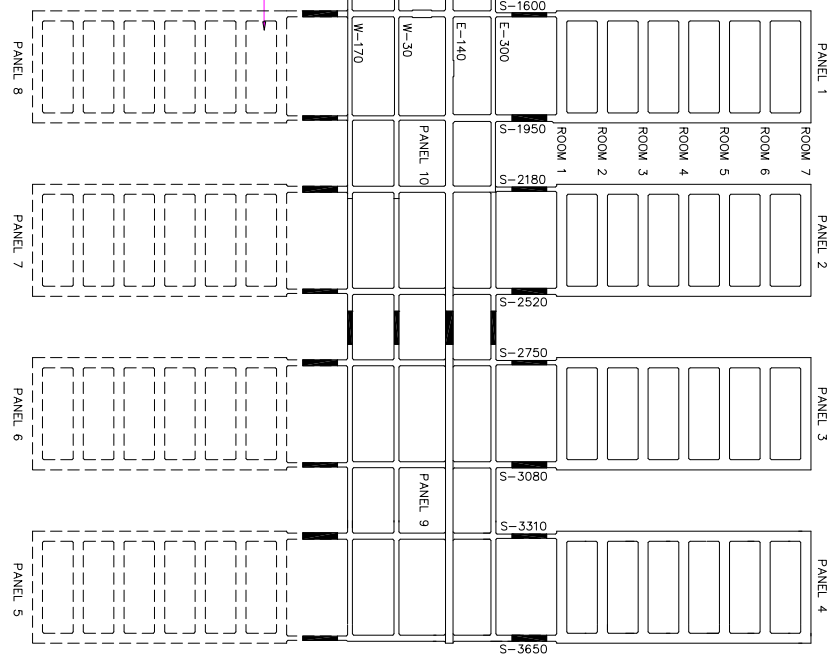 S-1600
W-170
W-30
E-140
E-300
PANEL 8
PANEL 1
S-1950
PANEL 10
ROOM 1
ROOM 2
ROOM 3
ROOM 4
ROOM 5
ROOM 6
ROOM 7
S-2180
PANEL 7
PANEL 2
S-2520
S-2750
PANEL 6
PANEL 3
S-3080
PANEL 9
S-3310
PANEL 5
PANEL 4
S-3650